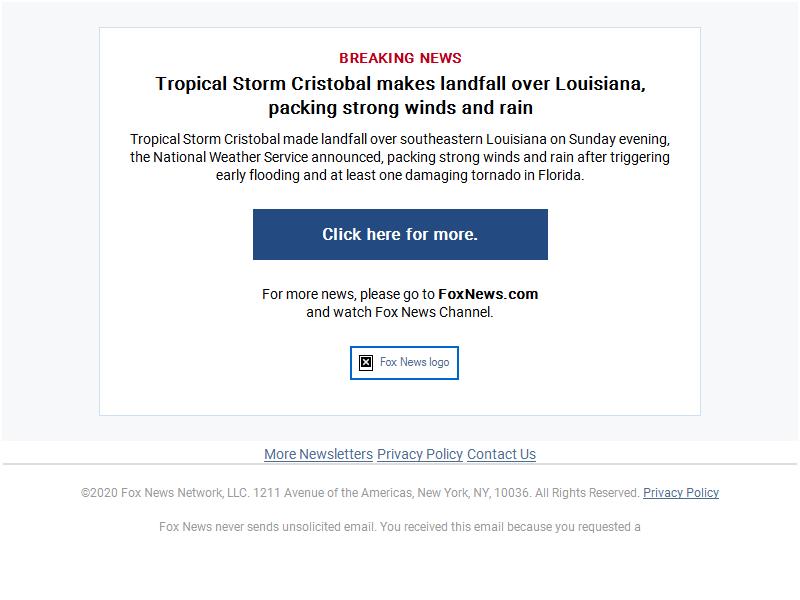 BREAKING NEWS
Tropical Storm Cristobal makes landfall over Louisiana,
packing strong winds and rain
Tropical Storm Cristobal made landfall over southeastern Louisiana on Sunday evening,
the National Weather Service announced, packing strong winds and rain after triggering
early flooding and at least one damaging tornado in Florida.
Click here for more.
For more news, please go to FoxNews.com
and watch Fox News Channel.
Fox News logo
More Newsletters Privacy Policy Contact Us
©2020 Fox News Network, LLC. 1211 Avenue of the Americas, New York, NY, 10036. All Rights Reserved. Privacy Policy
Fox News never sends unsolicited email. You received this email because you requested a